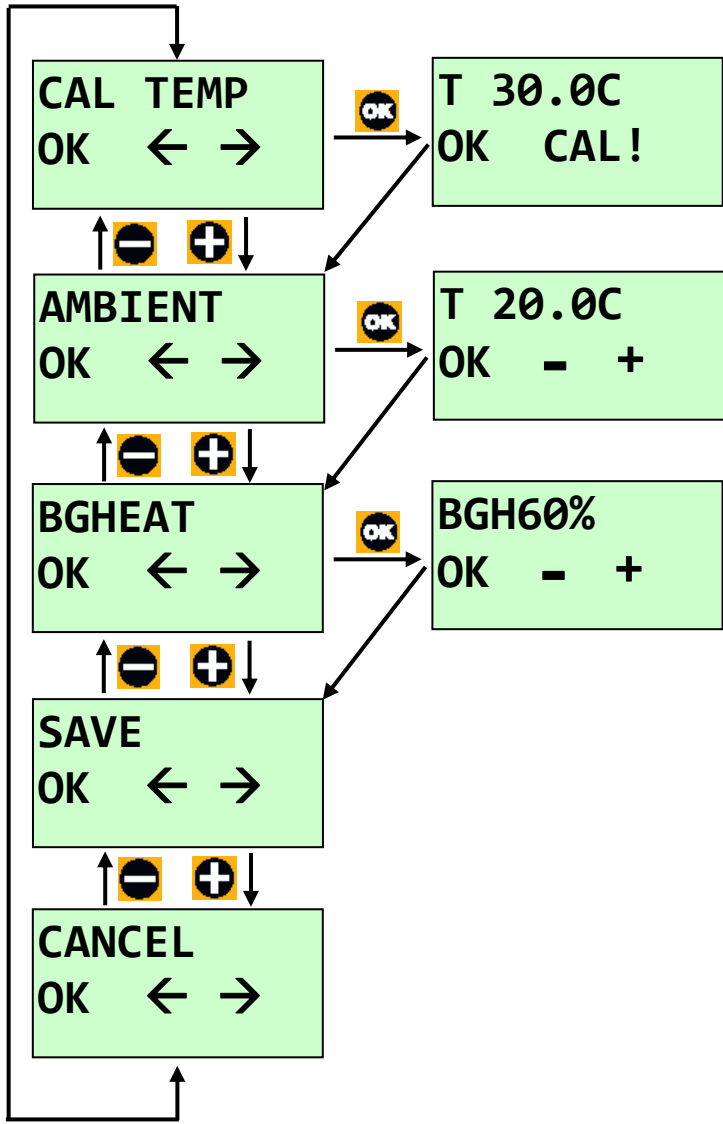 CAL TEMP
OK ← →
OK
T 30.0C
OK CAL!
AMBIENT
OK ← →
OK
T 20.0C
OK - +
BGHEAT
OK ← →
OK
BGH60%
OK - +
SAVE
OK ← →
CANCEL
OK ← →